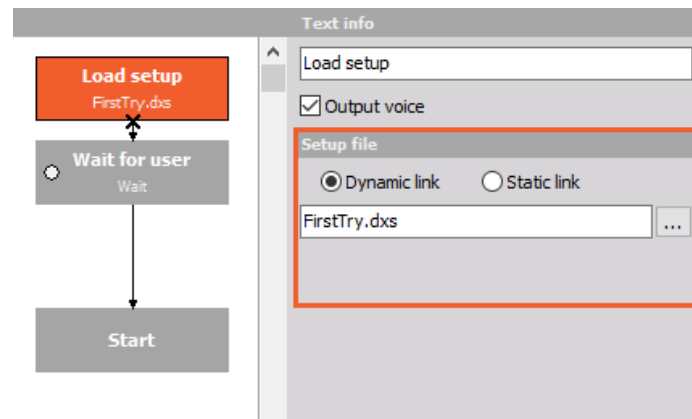 Text info
Load setup
FirstTry.dxs
Wait for user
Wait
Start
Load setup
Output voice
Setup file
Dynamic link Static link
FirstTry.dxs ...